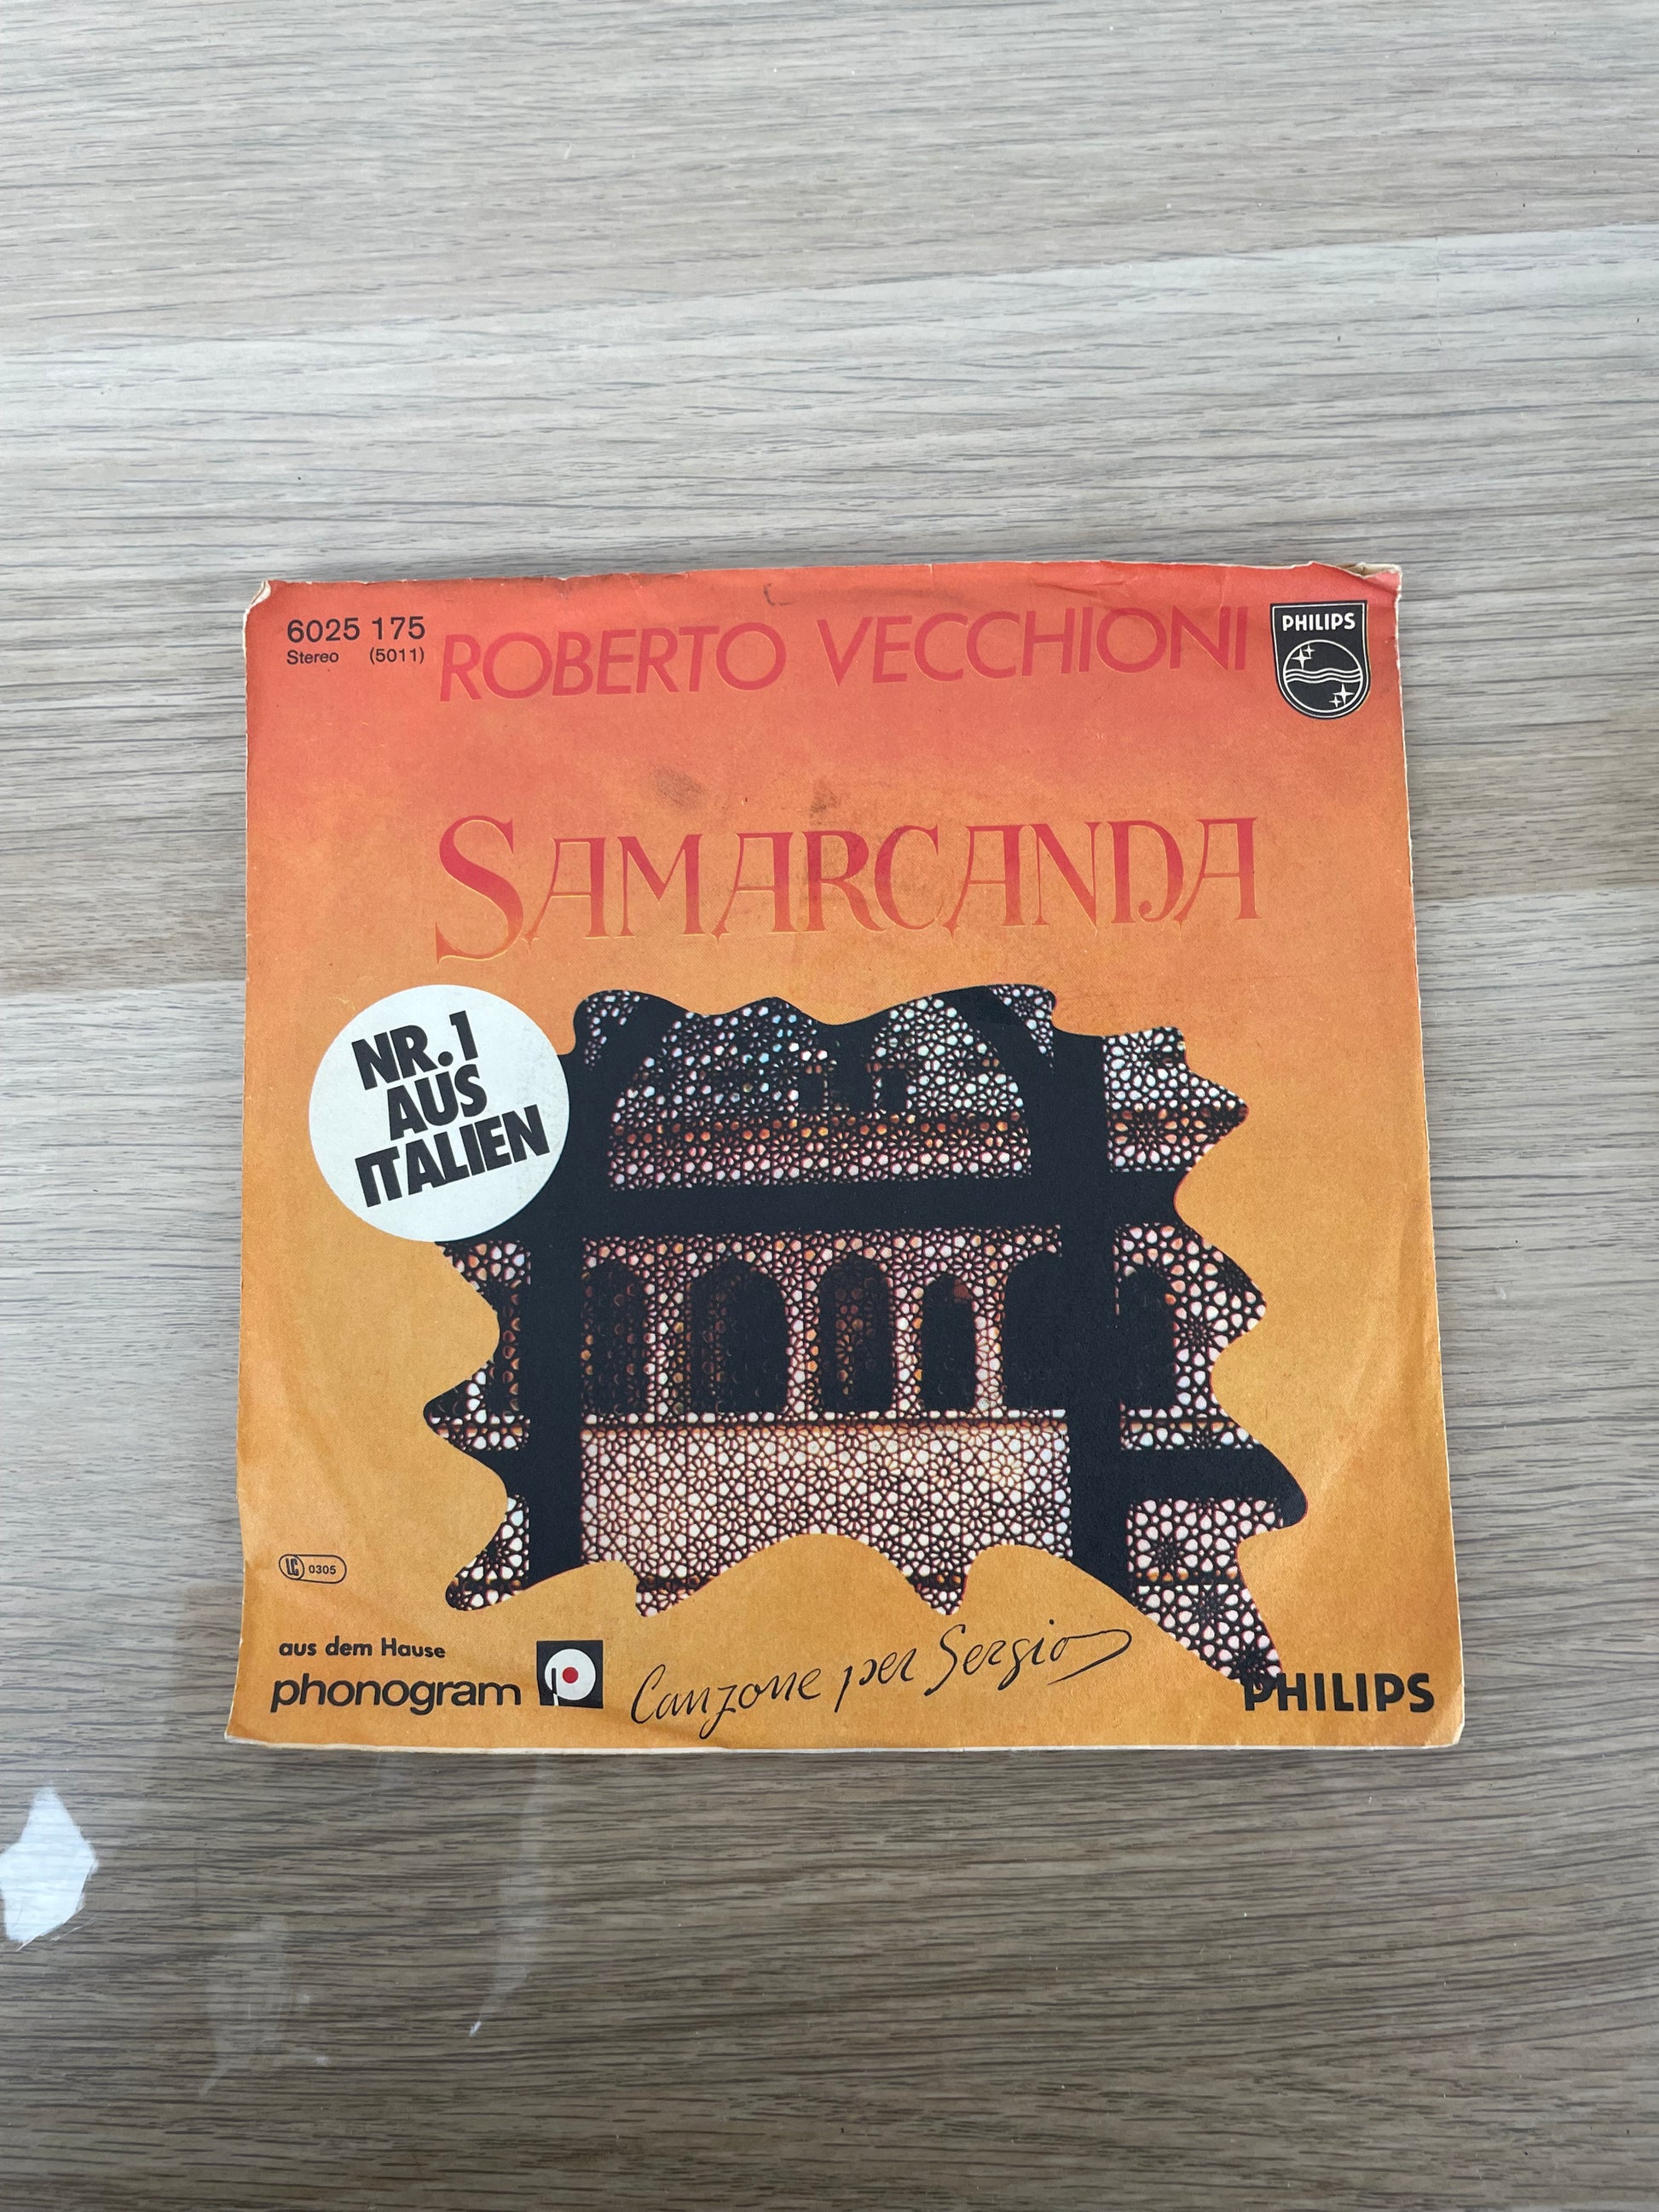 6025 175
Stereo (5011)
ROBERTO VECCHIONI
PHILIPS
SAMARCANDA
NR. 1
AUS
ITALIEN
LC 0305
aus dem Hause
phonogram
Canzone per Sergio
PHILIPS